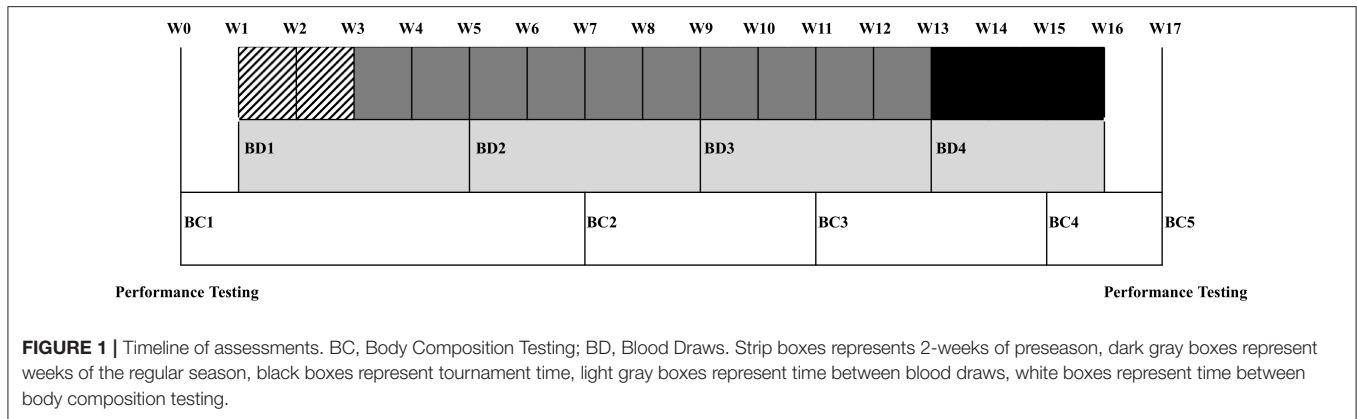 W0 W1 W2 W3 W4 W5 W6 W7 W8 W9 W10 W11 W12 W13 W14 W15 W16 W17
BD1 BD2 BD3 BD4
BC1 BC2 BC3 BC4 BC5
Performance Testing Performance Testing
FIGURE 1 | Timeline of assessments. BC, Body Composition Testing; BD, Blood Draws. Strip boxes represents 2-weeks of preseason, dark gray boxes represent
weeks of the regular season, black boxes represent tournament time, light gray boxes represent time between blood draws, white boxes represent time between
body composition testing.